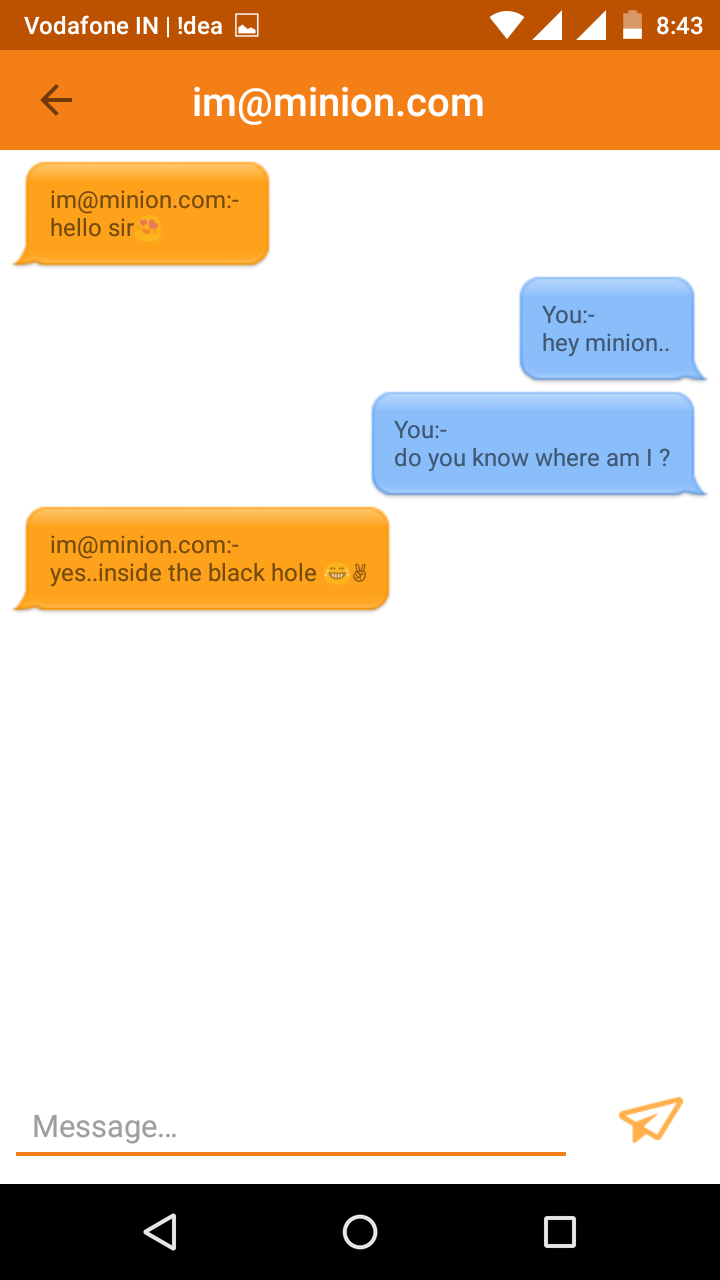 Vodafone IN | !dea 8:43
im@minion.com
im@minion.com:-
hello sir😍
You:-
hey minion..
You:-
do you know where am I ?
im@minion.com:-
yes..inside the black hole 😂✌
Message...